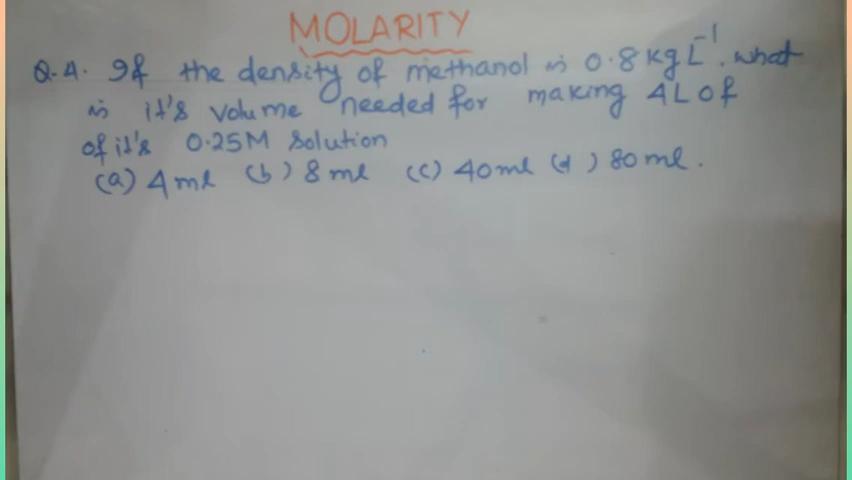 MOLARITY
Q.4. If the density of methanol is 0.8 kg L⁻¹. what
is it's volume needed for making 4L of
of it's 0.25M solution
(a) 4 ml (b) 8 ml (c) 40 ml (d) 80 ml.